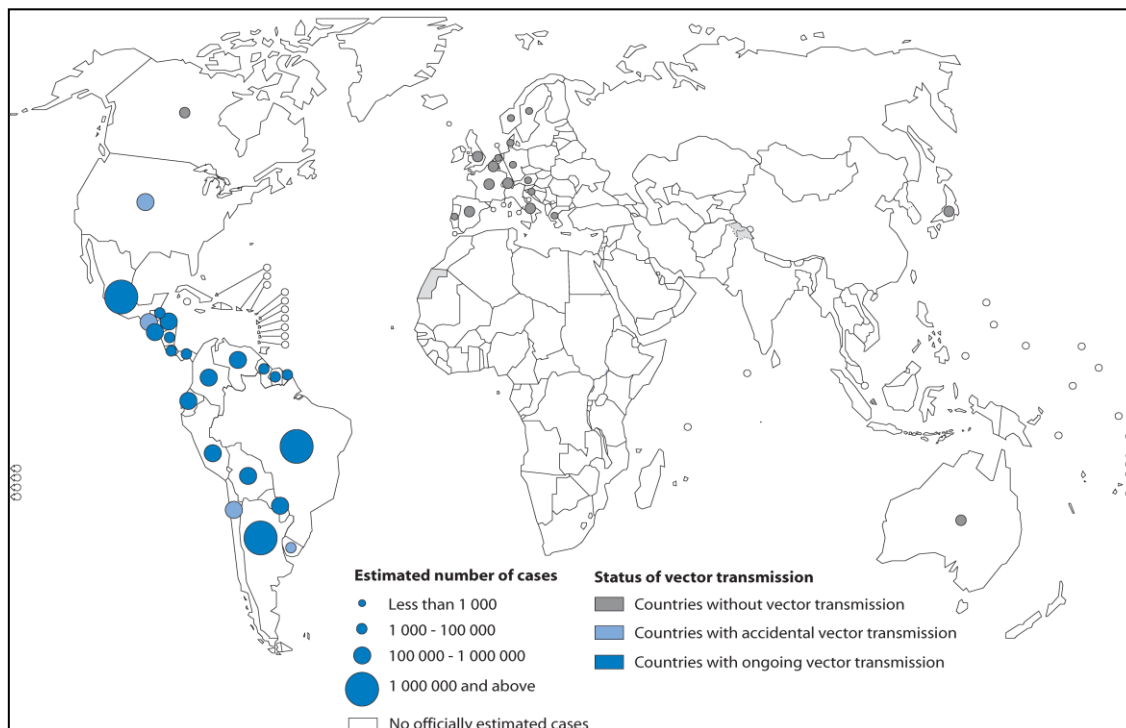 Estimated number of cases
Less than 1 000
1 000 - 100 000
100 000 - 1 000 000
1 000 000 and above
No officially estimated cases
Status of vector transmission
Countries without vector transmission
Countries with accidental vector transmission
Countries with ongoing vector transmission